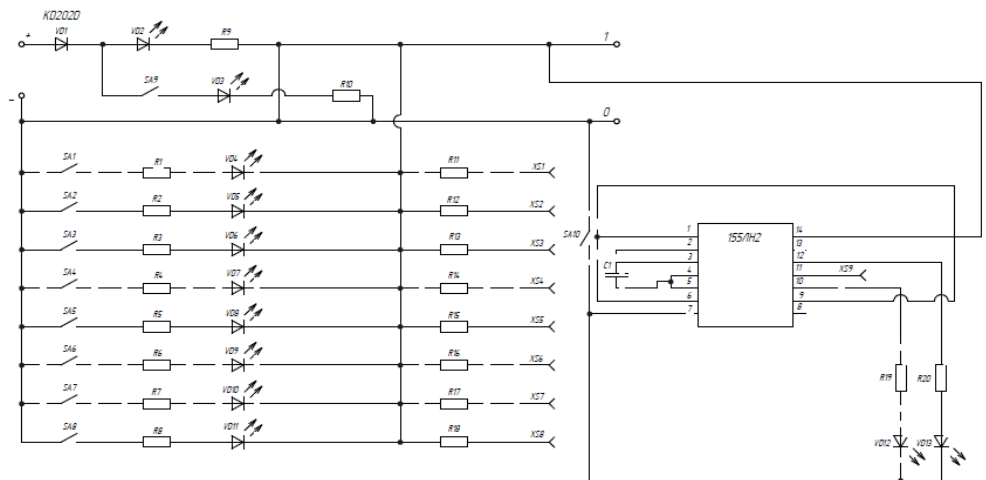 KD202D
+ VD1 VD2 R9 1
SA9 VD3 R10
- 0
SA1 R1 VD4 R11 XS1
SA2 R2 VD5 R12 XS2
SA3 R3 VD6 R13 XS3
SA4 R4 VD7 R14 XS4
SA5 R5 VD8 R15 XS5
SA6 R6 VD9 R16 XS6
SA7 R7 VD10 R17 XS7
SA8 R8 VD11 R18 XS8
SA10
C1
155ЛН2
1 14
2 13
3 12
4 11 XS9
5 10
6 9
7 8
R19 R20
VD12 VD13